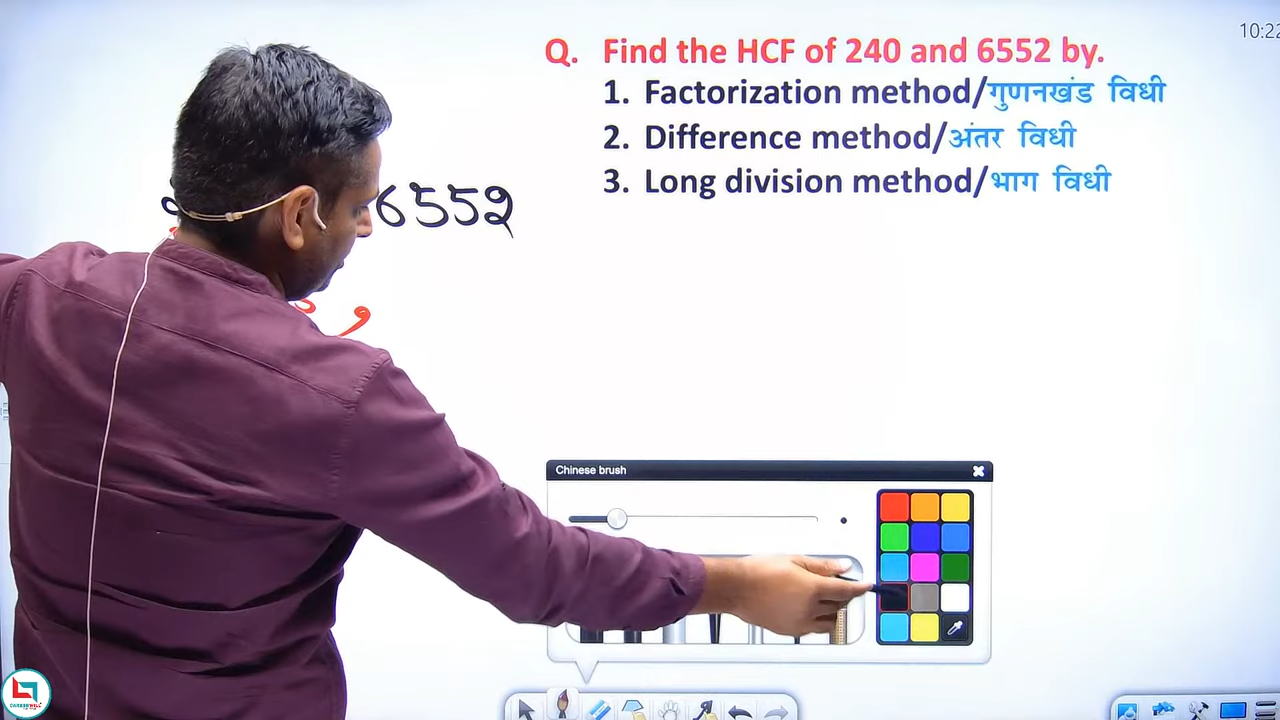 10:22
Q. Find the HCF of 240 and 6552 by.
1. Factorization method/गुणनखंड विधी
2. Difference method/अंतर विधी
3. Long division method/भाग विधी
6552
Chinese brush
CAREERWILL